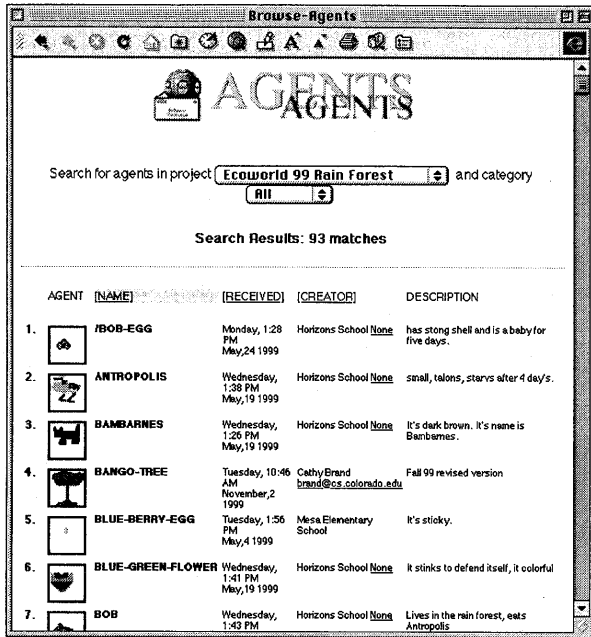 Browse-Agents
AGENTS
AGENTS
Search for agents in project Ecoworld 99 Rain Forest and category
All
Search Results: 93 matches
AGENT [NAME] [RECEIVED] [CREATOR] DESCRIPTION
1. /BOB-EGG Monday, 1:28 Horizons School None has stong shell and is a baby for
PM five days.
May,24 1999
2. ANTROPOLIS Wednesday, Horizons School None small, talons, starvs after 4 day's.
1:38 PM
May,19 1999
3. BAMBARNES Wednesday, Horizons School None It's dark brown. It's name is
1:26 PM Bambarnes.
May,19 1999
4. BANGO-TREE Tuesday, 10:46 Cathy Brand Fall 99 revised version
AM brand@cs.colorado.edu
November,2
1999
5. BLUE-BERRY-EGG Tuesday, 1:56 Mesa Elementary It's sticky.
PM School
May,4 1999
6. BLUE-GREEN-FLOWER Wednesday, Horizons School None It stinks to defend itself, it colorful
1:41 PM
May,19 1999
7. BOB Wednesday, Horizons School None Lives in the rain forest, eats
1:43 PM Antropolis